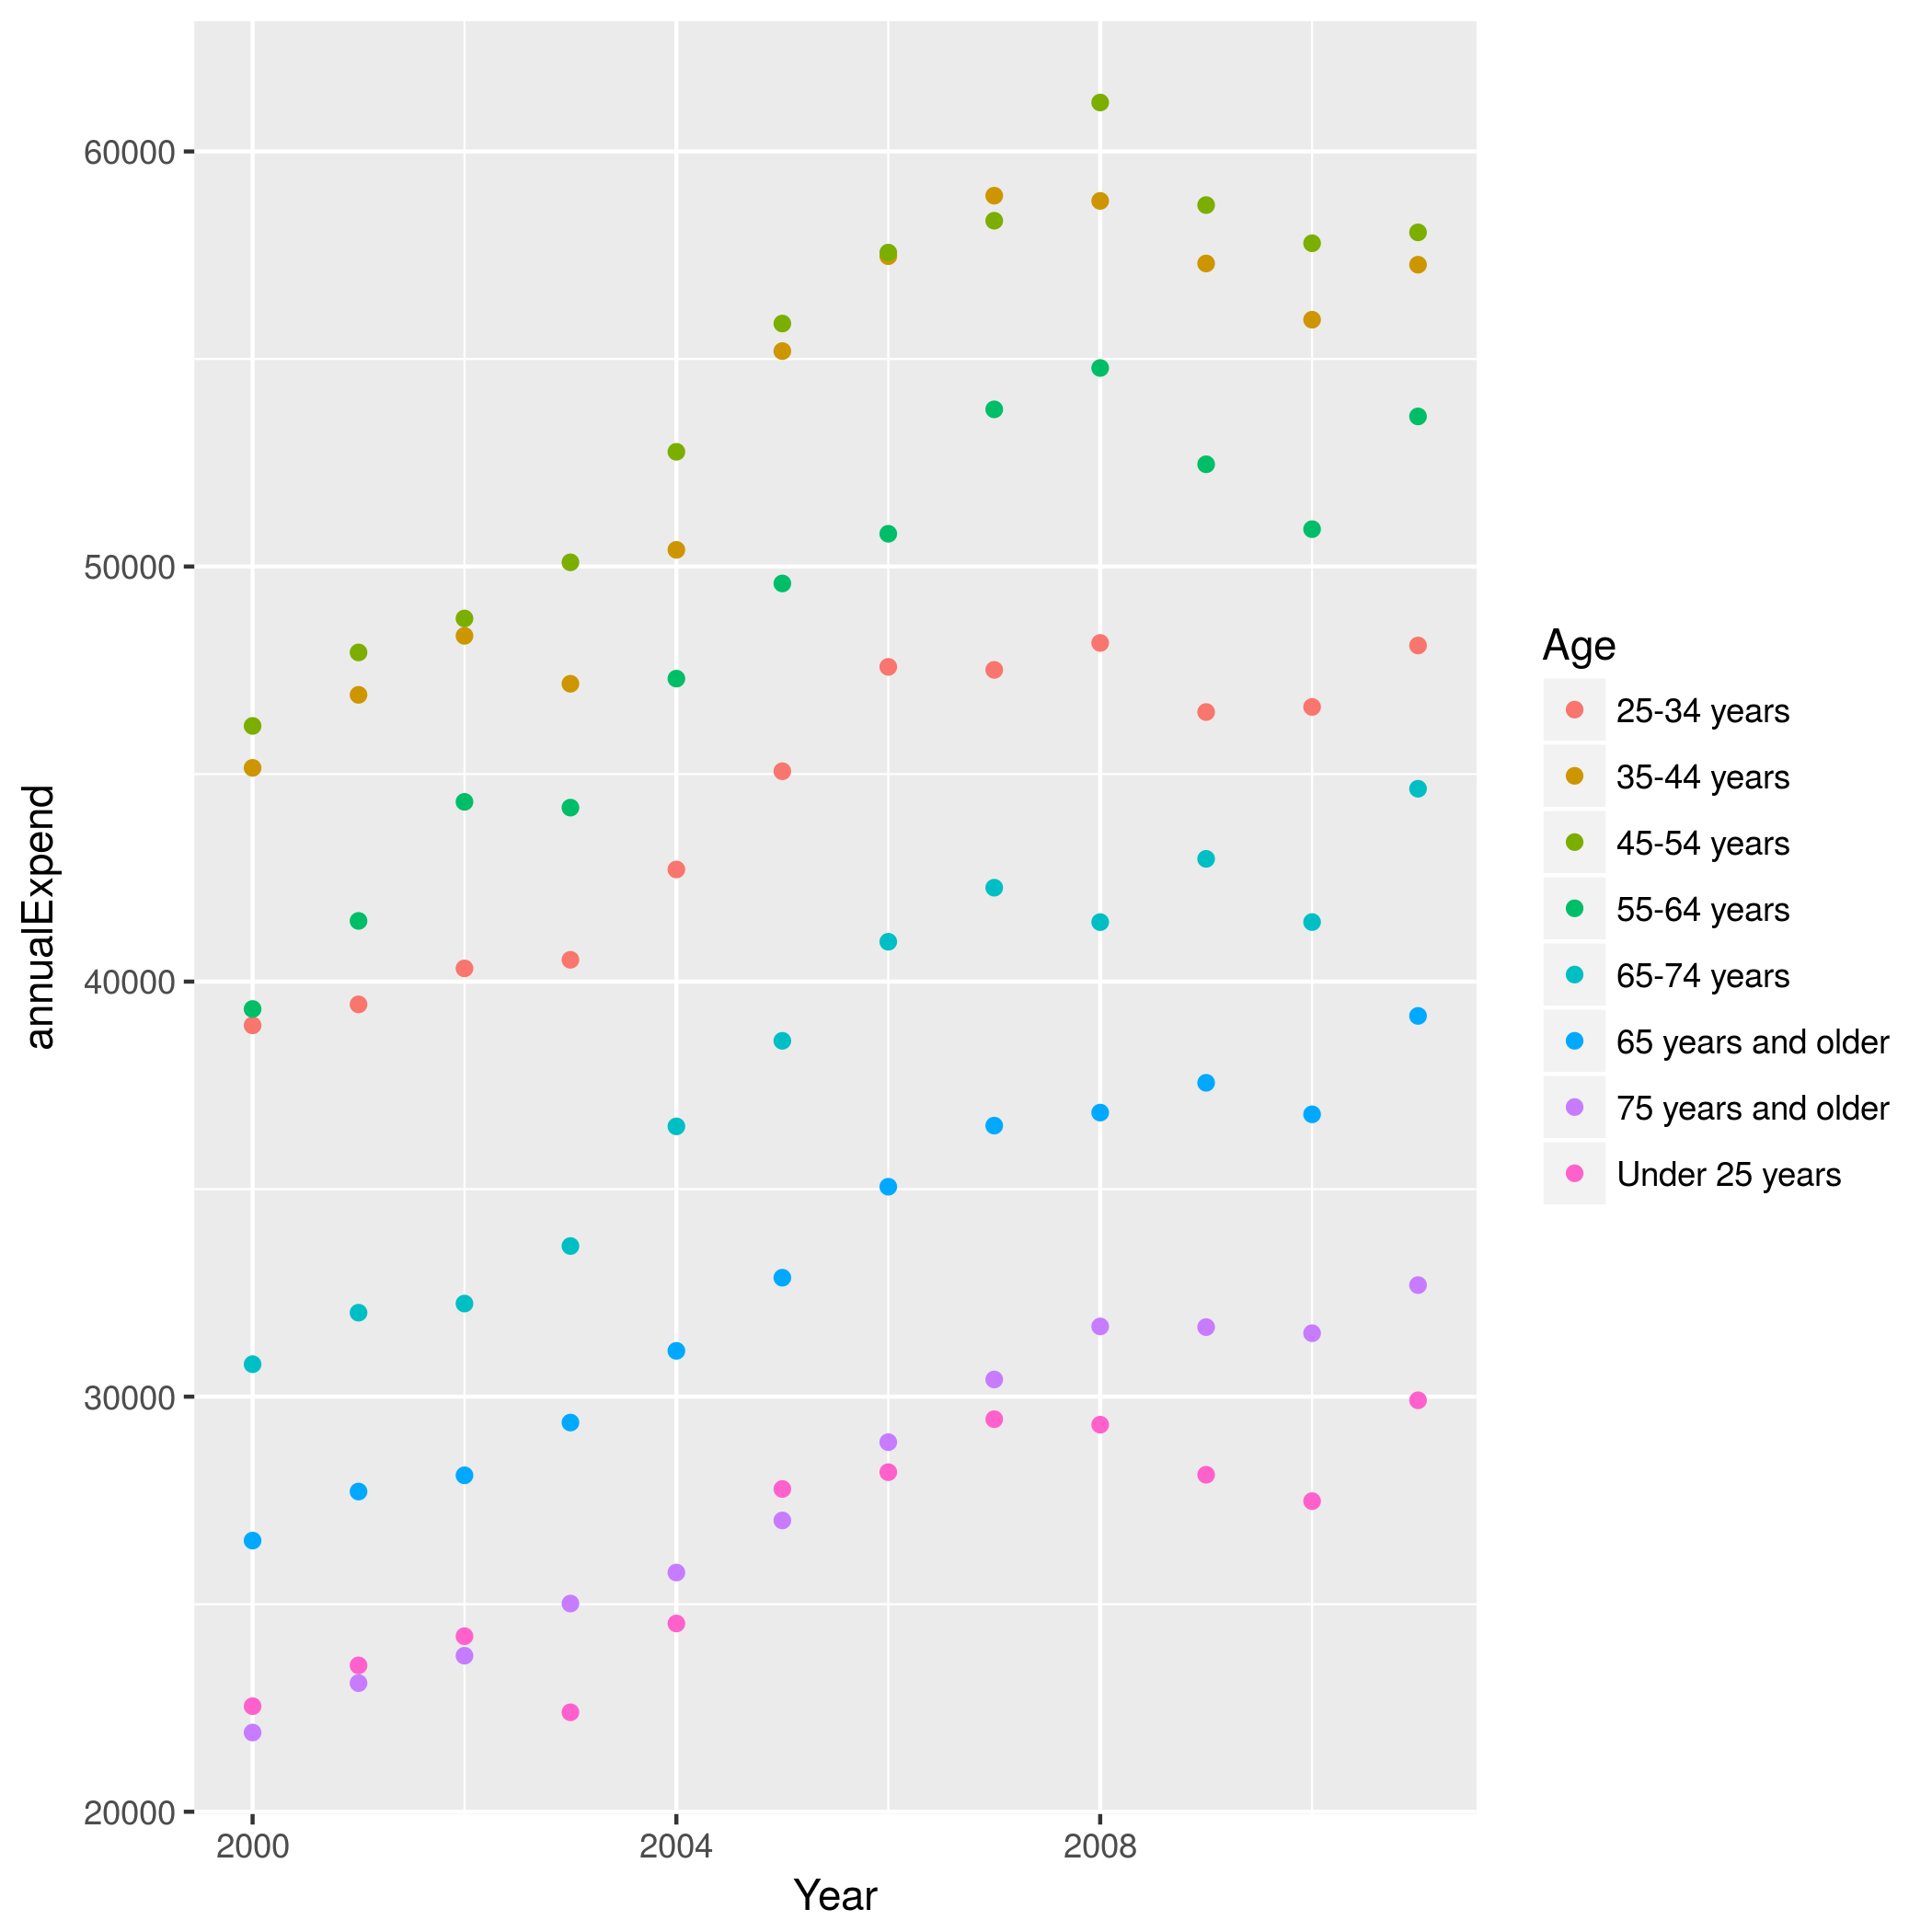 annualExpend
60000
50000
40000
30000
20000
2000 2004 2008
Year
Age
25-34 years
35-44 years
45-54 years
55-64 years
65-74 years
65 years and older
75 years and older
Under 25 years